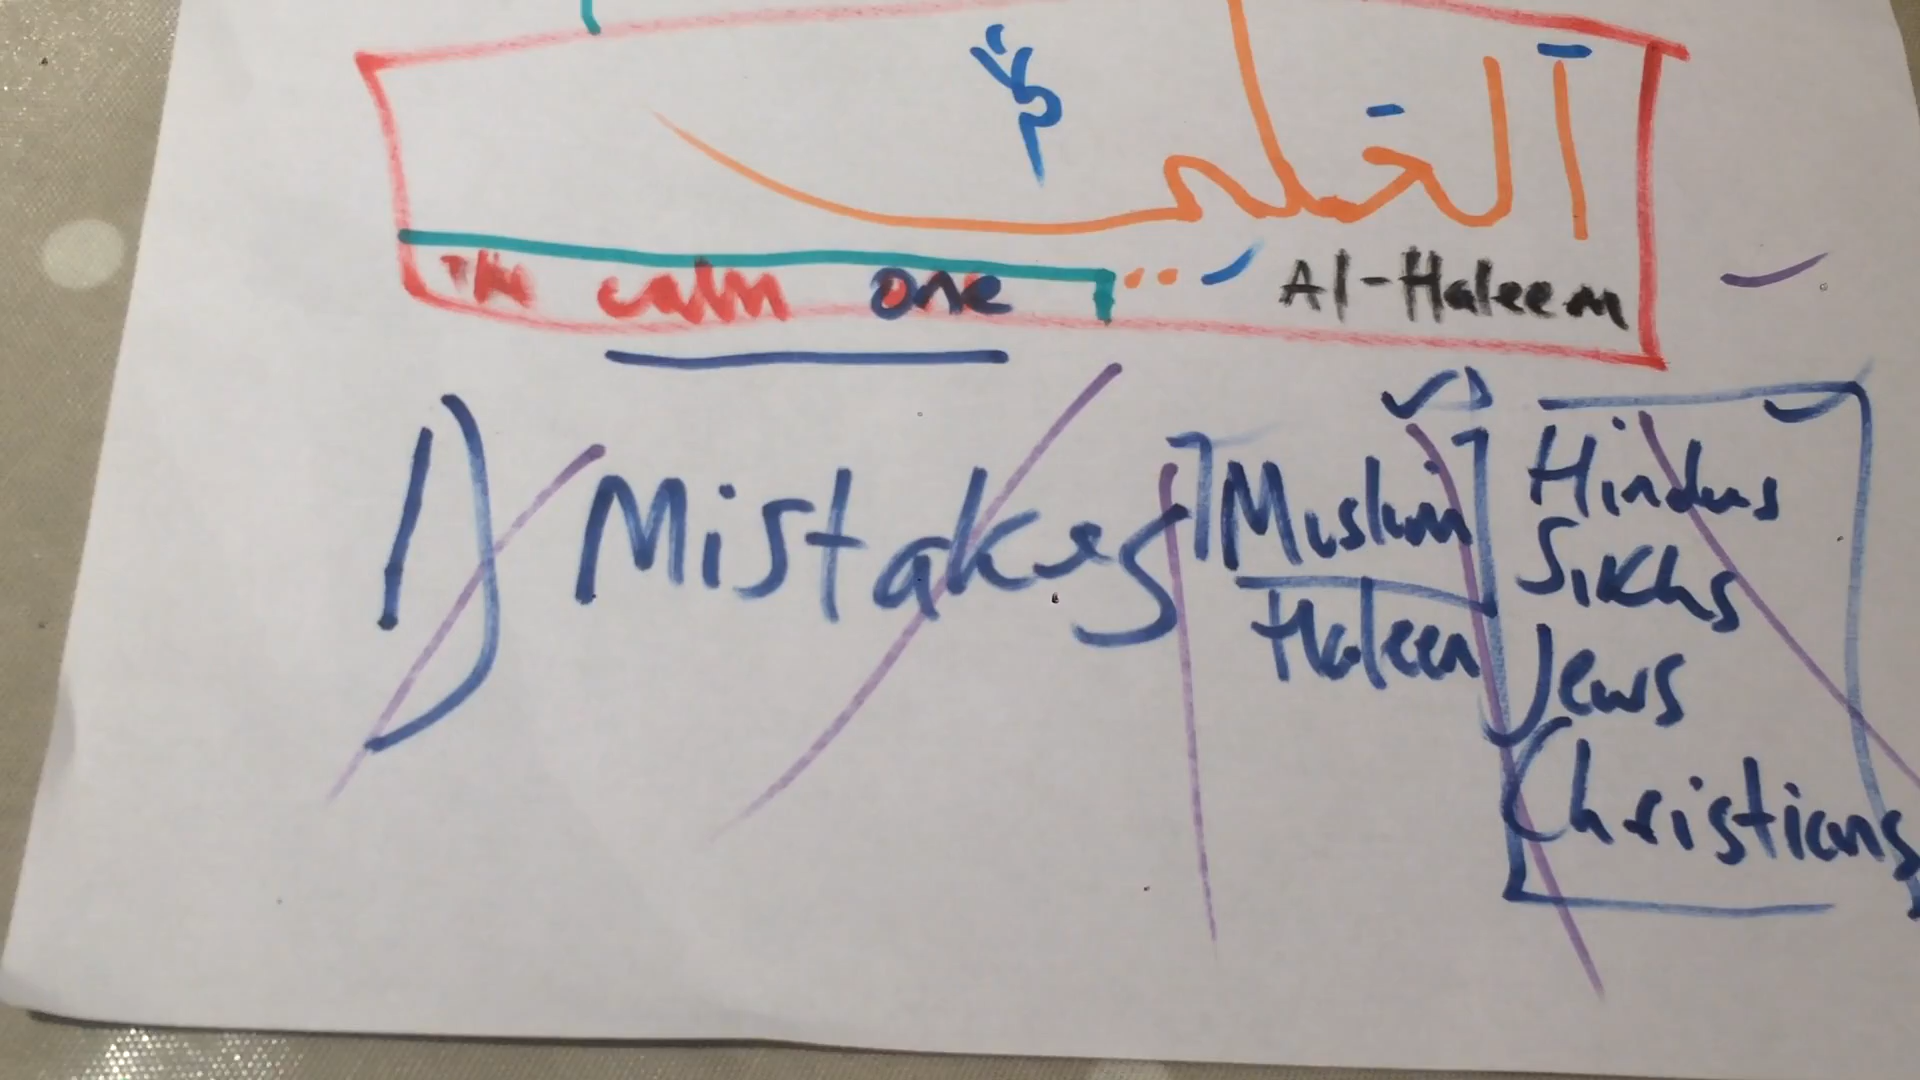 الحليم
The calm one Al-Haleem
1) Mistakes
Muslim
Haleem
Hindus
Sikhs
Jews
Christians